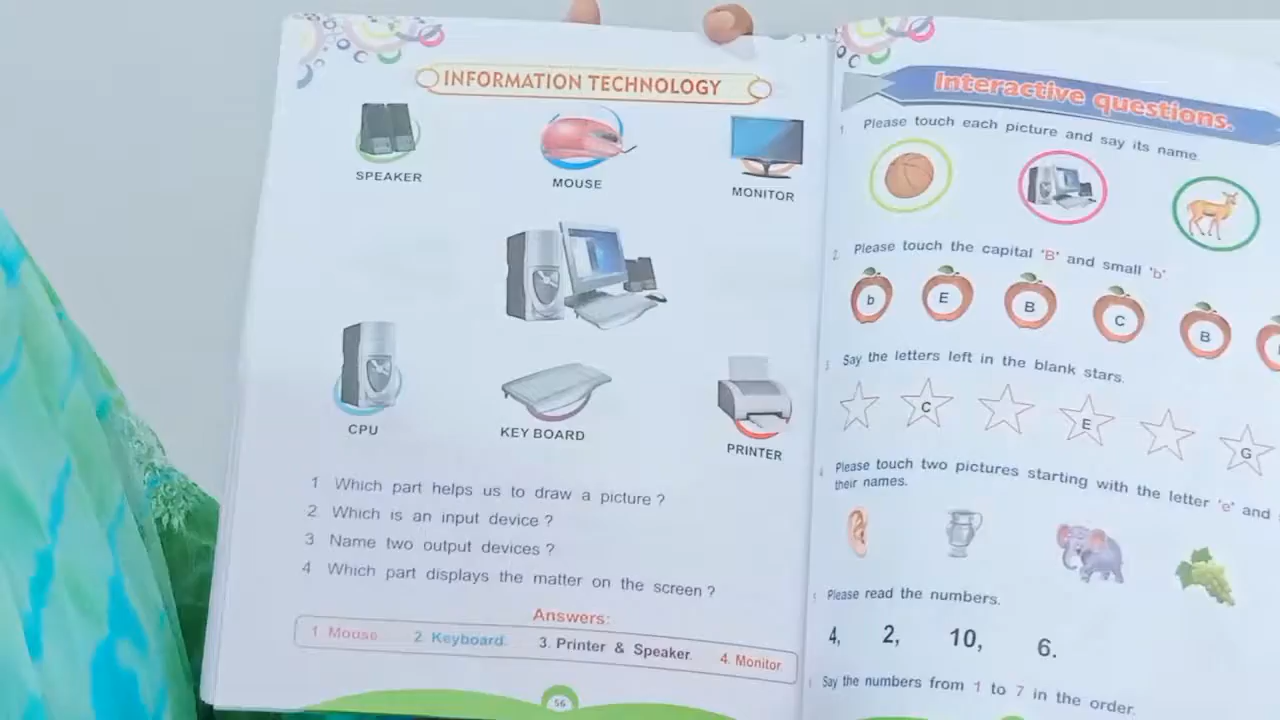 INFORMATION TECHNOLOGY
SPEAKER
MOUSE
MONITOR
CPU
KEY BOARD
PRINTER
1 Which part helps us to draw a picture ?
2 Which is an input device ?
3 Name two output devices ?
4 Which part displays the matter on the screen ?
Answers:
1 Mouse. 2. Keyboard. 3. Printer & Speaker. 4. Monitor.
56
Interactive questions.
1 Please touch each picture and say its name.
2. Please touch the capital 'B' and small 'b'
b E B C B
3 Say the letters left in the blank stars.
C E G
4 Please touch two pictures starting with the letter 'e' and
their names.
Please read the numbers.
4, 2, 10, 6.
Say the numbers from 1 to 7 in the order.